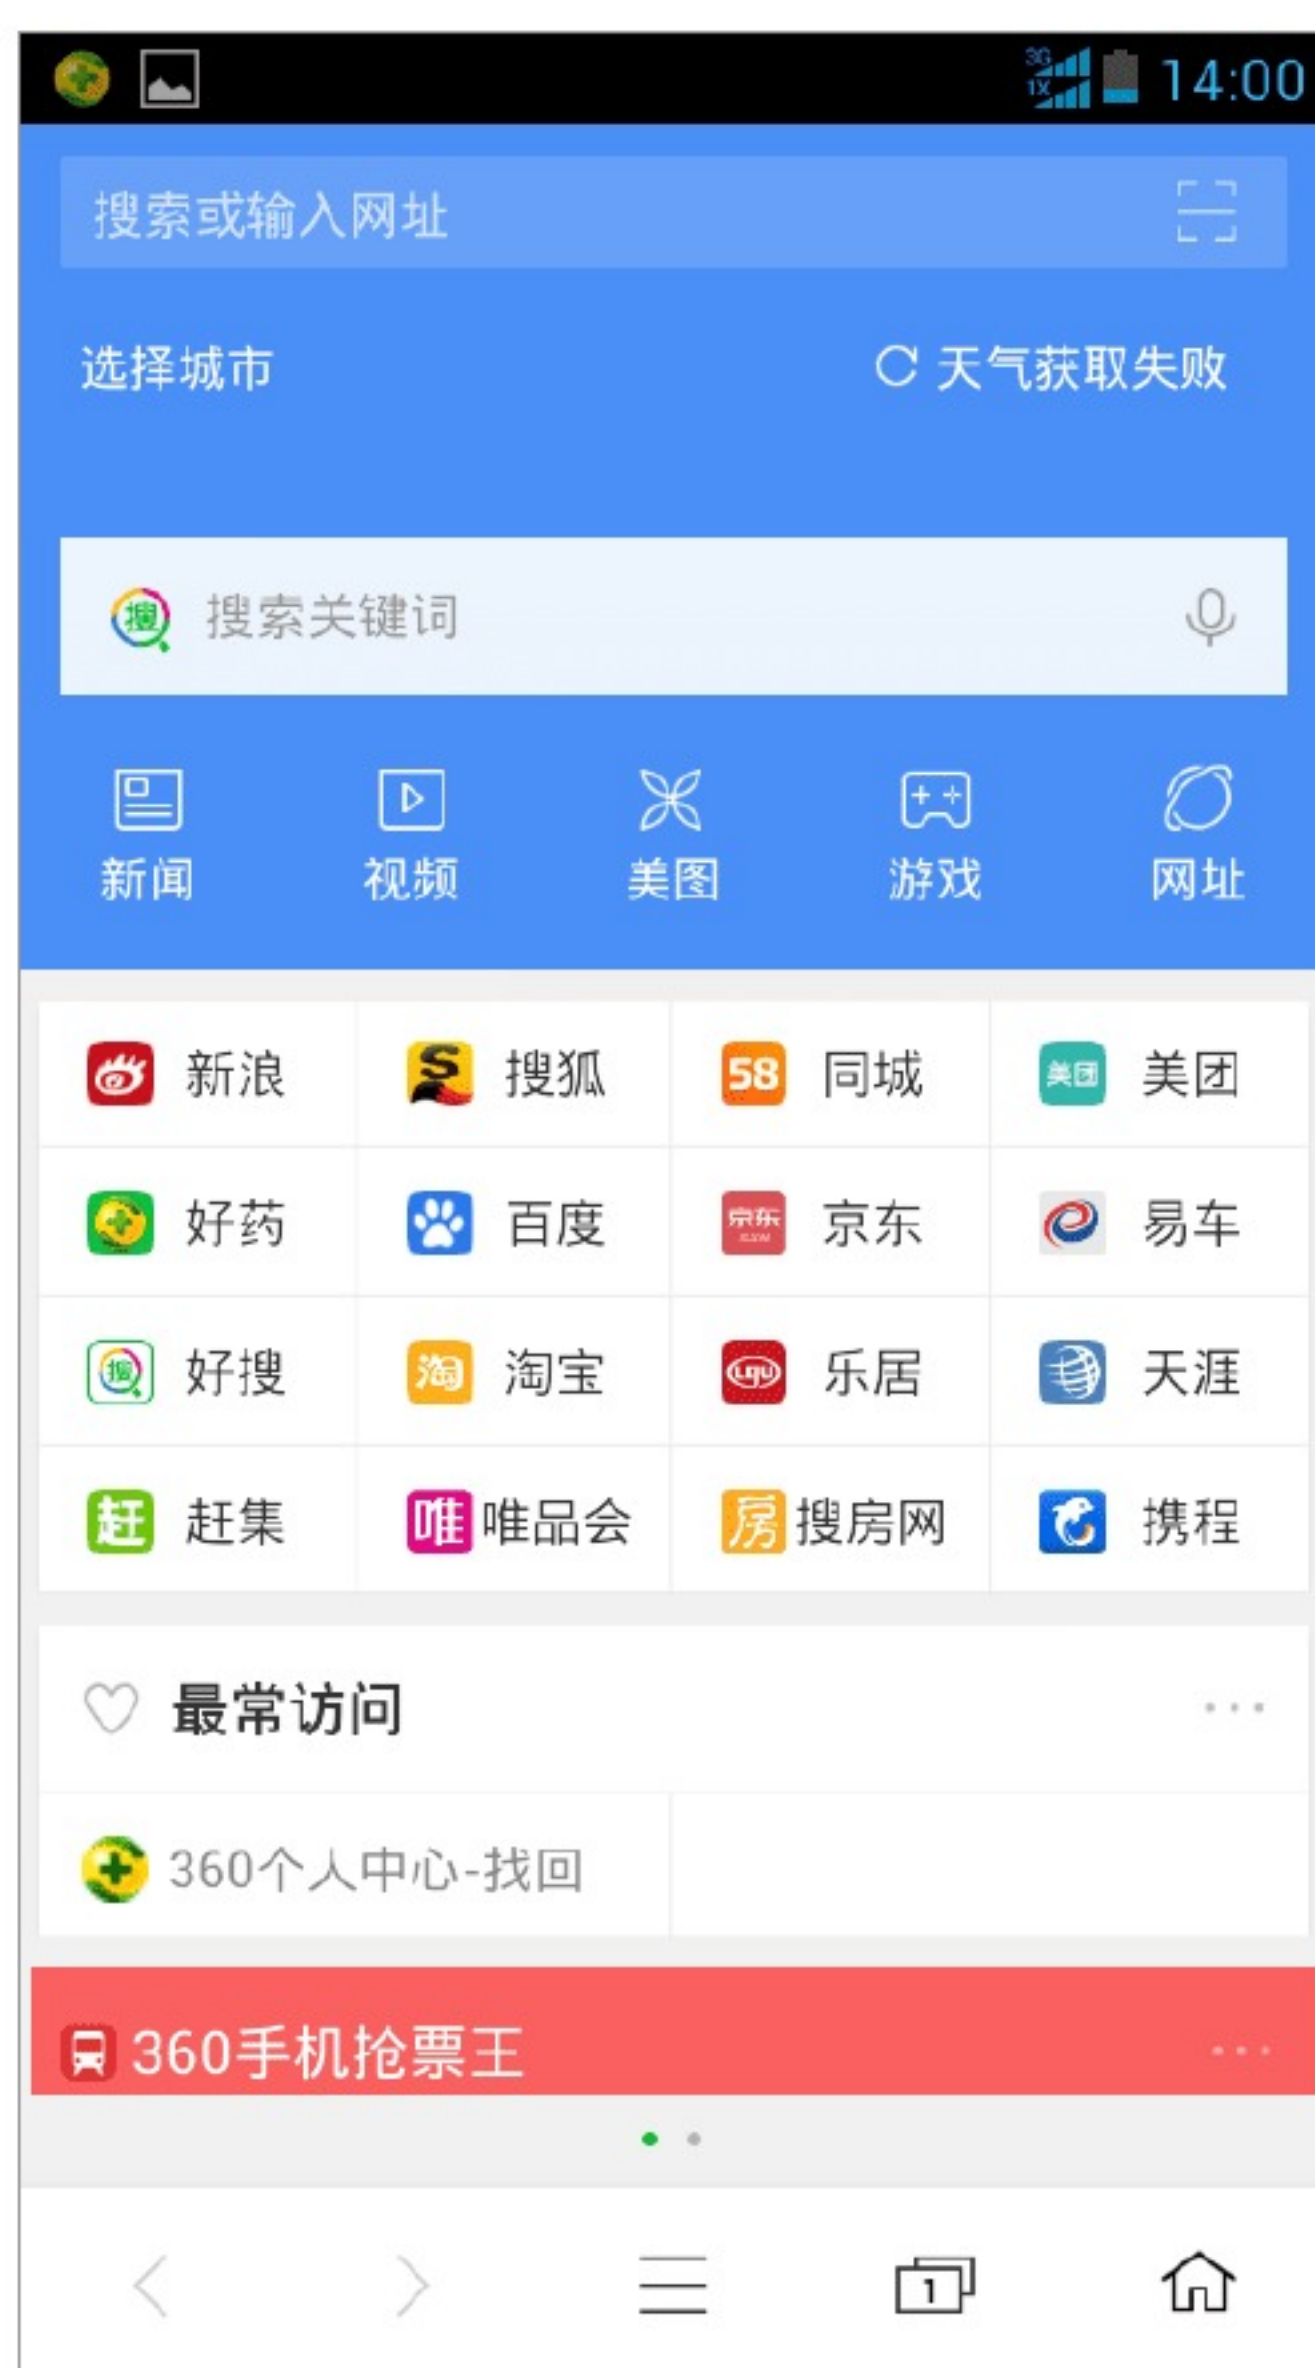 3G
1X
14:00
搜索或输入网址
选择城市 天气获取失败
搜 搜索关键词
新闻 视频 美图 游戏 网址
新浪 S 搜狐 58 同城 美团 美团
好药 百度 京东 京东 易车
搜 好搜 淘 淘宝 乐居 天涯
赶 赶集 唯 唯品会 房 搜房网 携程
最常访问
360个人中心-找回
360手机抢票王
1